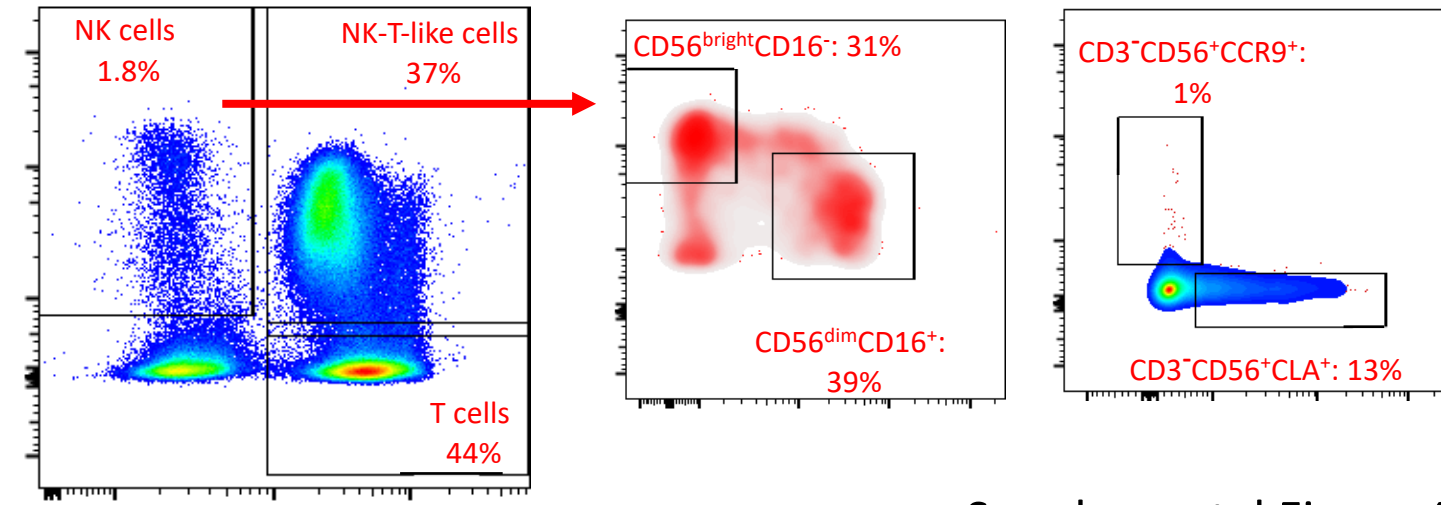 NK cells
1.8%
NK-T-like cells
37%
T cells
44%
CD56brightCD16-: 31%
CD56dimCD16+:
39%
CD3-CD56+CCR9+:
1%
CD3-CD56+CLA+: 13%